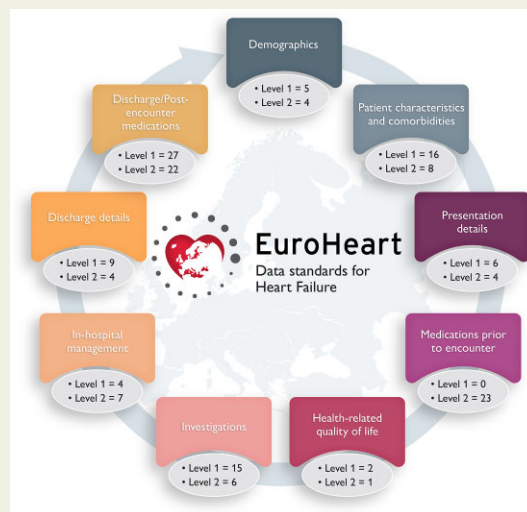 Demographics
• Level 1 = 5
• Level 2 = 4
Patient characteristics
and comorbidities
• Level 1 = 16
• Level 2 = 8
Presentation
details
• Level 1 = 6
• Level 2 = 4
Medications prior
to encounter
• Level 1 = 0
• Level 2 = 23
Health-related
quality of life
• Level 1 = 2
• Level 2 = 1
Investigations
• Level 1 = 15
• Level 2 = 6
In-hospital
management
• Level 1 = 4
• Level 2 = 7
Discharge details
• Level 1 = 9
• Level 2 = 4
Discharge/Post-
encounter
medications
• Level 1 = 27
• Level 2 = 22
EuroHeart
Data standards for
Heart Failure